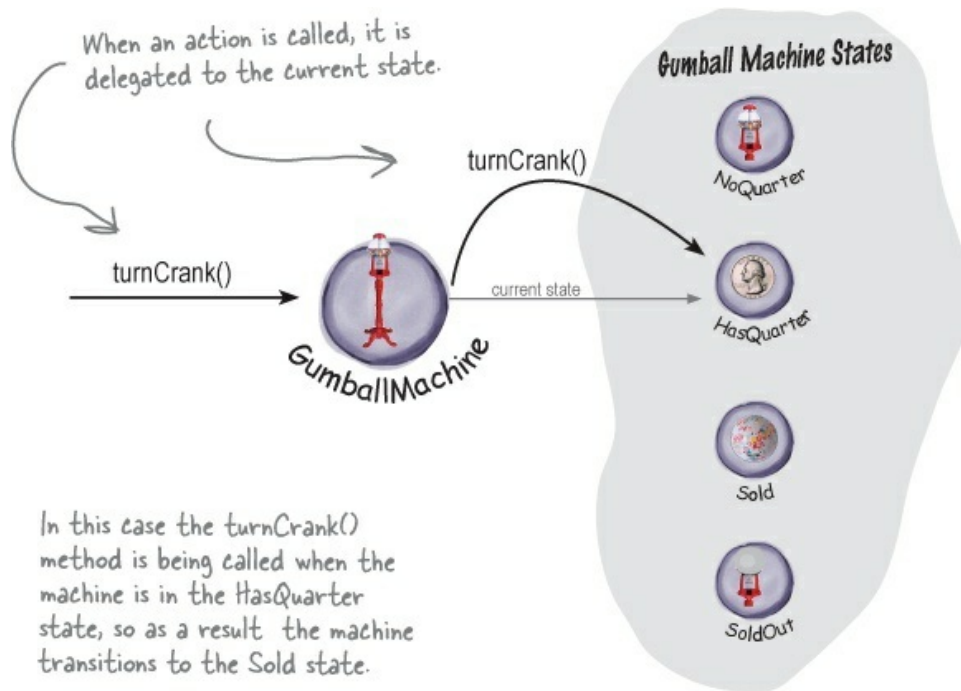 When an action is called, it is
delegated to the current state.
Gumball Machine States
NoQuarter
turnCrank()
turnCrank()
current state
HasQuarter
GumballMachine
Sold
In this case the turnCrank()
method is being called when the
machine is in the HasQuarter
state, so as a result the machine
transitions to the Sold state.
SoldOut